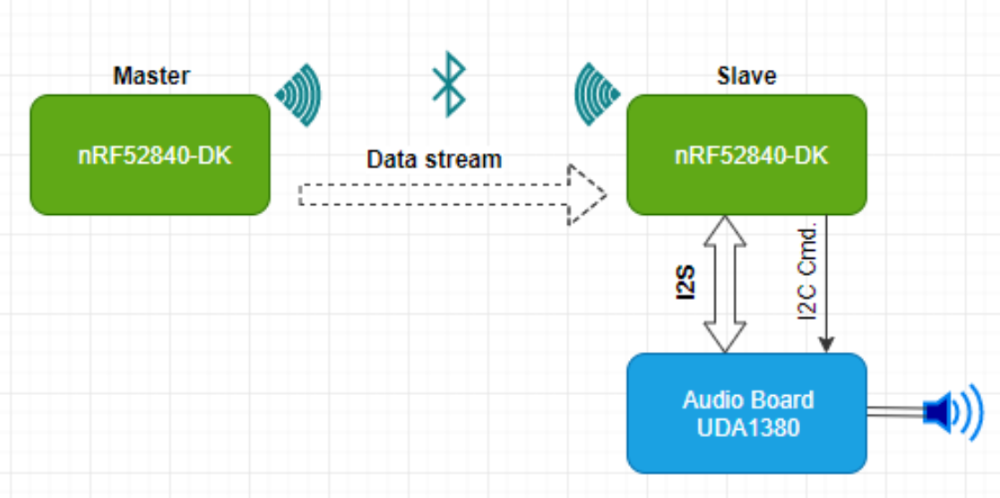 Master
Slave
nRF52840-DK
nRF52840-DK
Data stream
I2S
I2C Cmd.
Audio Board
UDA1380